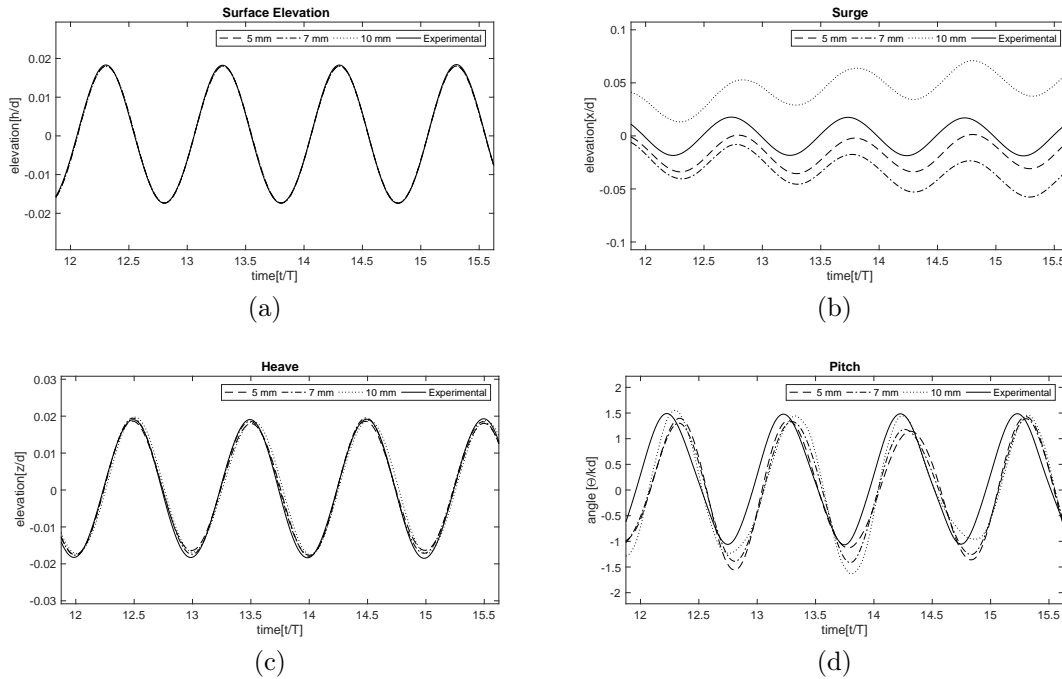 Surface Elevation
5 mm 7 mm 10 mm Experimental
elevation[h/d]
0.02
0.01
0
-0.01
-0.02
12 12.5 13 13.5 14 14.5 15 15.5
time[t/T]
(a)
Surge
5 mm 7 mm 10 mm Experimental
elevation[x/d]
0.05
0
-0.05
-0.1
12 12.5 13 13.5 14 14.5 15 15.5
time[t/T]
(b)
Heave
5 mm 7 mm 10 mm Experimental
elevation[z/d]
0.03
0.02
0.01
0
-0.01
-0.02
-0.03
12 12.5 13 13.5 14 14.5 15 15.5
time[t/T]
(c)
Pitch
5 mm 7 mm 10 mm Experimental
angle [Θ/kd]
2
1.5
1
0.5
0
-0.5
-1
-1.5
-2
12 12.5 13 13.5 14 14.5 15 15.5
time[t/T]
(d)